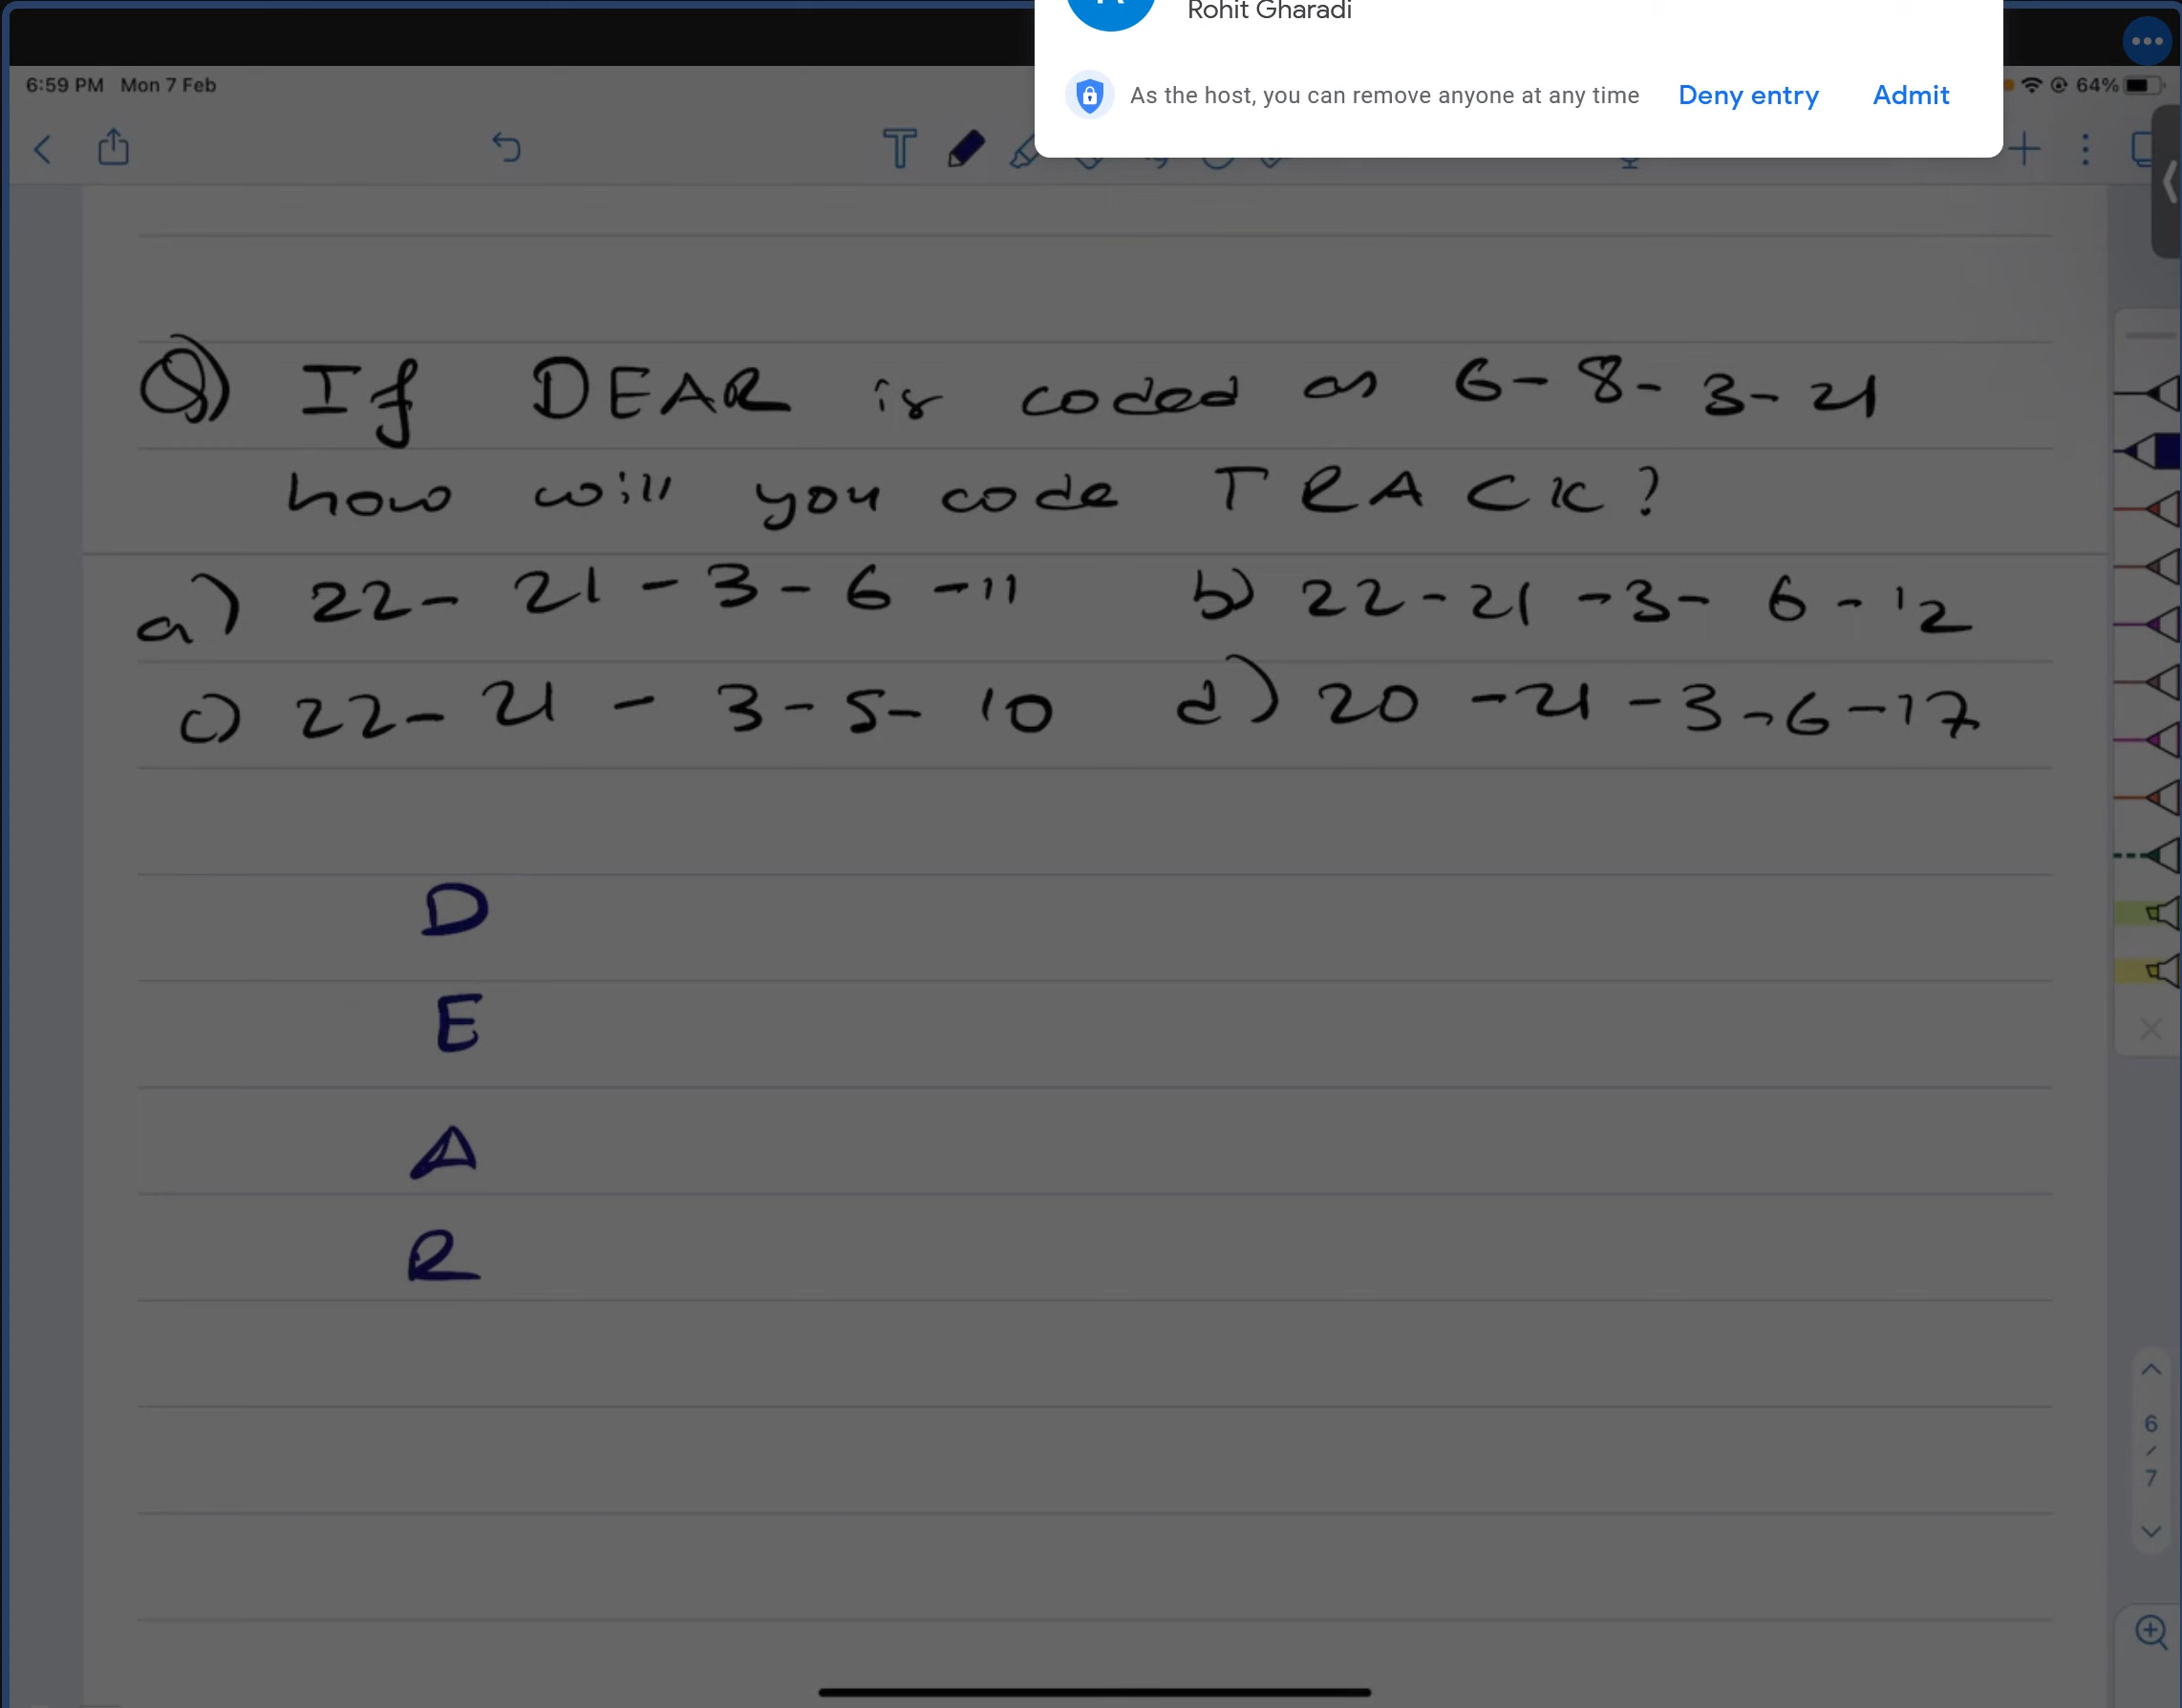 Rohit Gharadi
As the host, you can remove anyone at any time Deny entry Admit
6:59 PM Mon 7 Feb
64%
Q) If DEAR is coded as 6-8-3-21
how will you code TRACK?
a) 22-21-3-6-11 b) 22-21-3-6-12
c) 22-21-3-5-10 d) 20-21-3-6-17
D
E
A
R
6
/
7